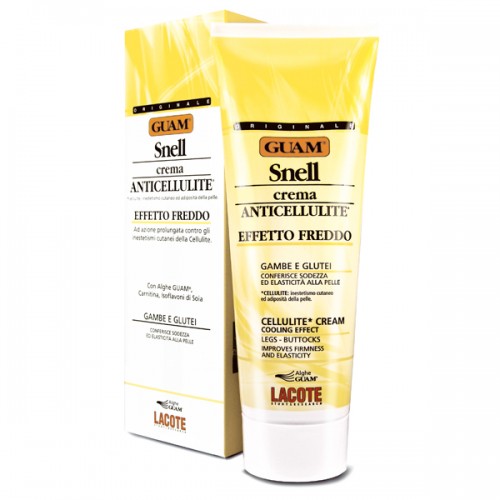 ORIGINALE
GUAM®
Snell
crema
ANTICELLULITE*
EFFETTO FREDDO
Ad azione prolungata contro gli
inestetismi cutanei della Cellulite.
Con Alghe GUAM®,
Carnitina, Isoflavoni di Soia
GAMBE E GLUTEI
CONFERISCE SODEZZA
ED ELASTICITÀ ALLA PELLE
Alghe
GUAM®
LACOTE
ORIGINALE
GUAM®
Snell
crema
ANTICELLULITE*
EFFETTO FREDDO
GAMBE E GLUTEI
CONFERISCE SODEZZA
ED ELASTICITÀ ALLA PELLE
*CELLULITE: inestetismo cutaneo
ed adiposità della pelle.
CELLULITE* CREAM
COOLING EFFECT
LEGS - BUTTOCKS
IMPROVES FIRMNESS
AND ELASTICITY
Alghe
GUAM®
LACOTE